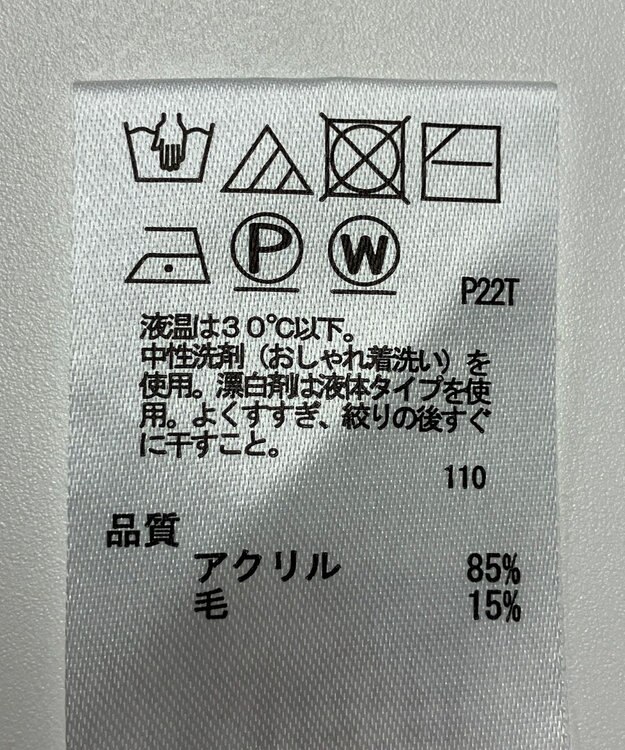 P W
P22T
液温は30℃以下。
中性洗剤(おしゃれ着洗い)を
使用。漂白剤は液体タイプを使
用。よくすすぎ、絞りの後すぐ
に干すこと。
110
品質
アクリル 85%
毛 15%